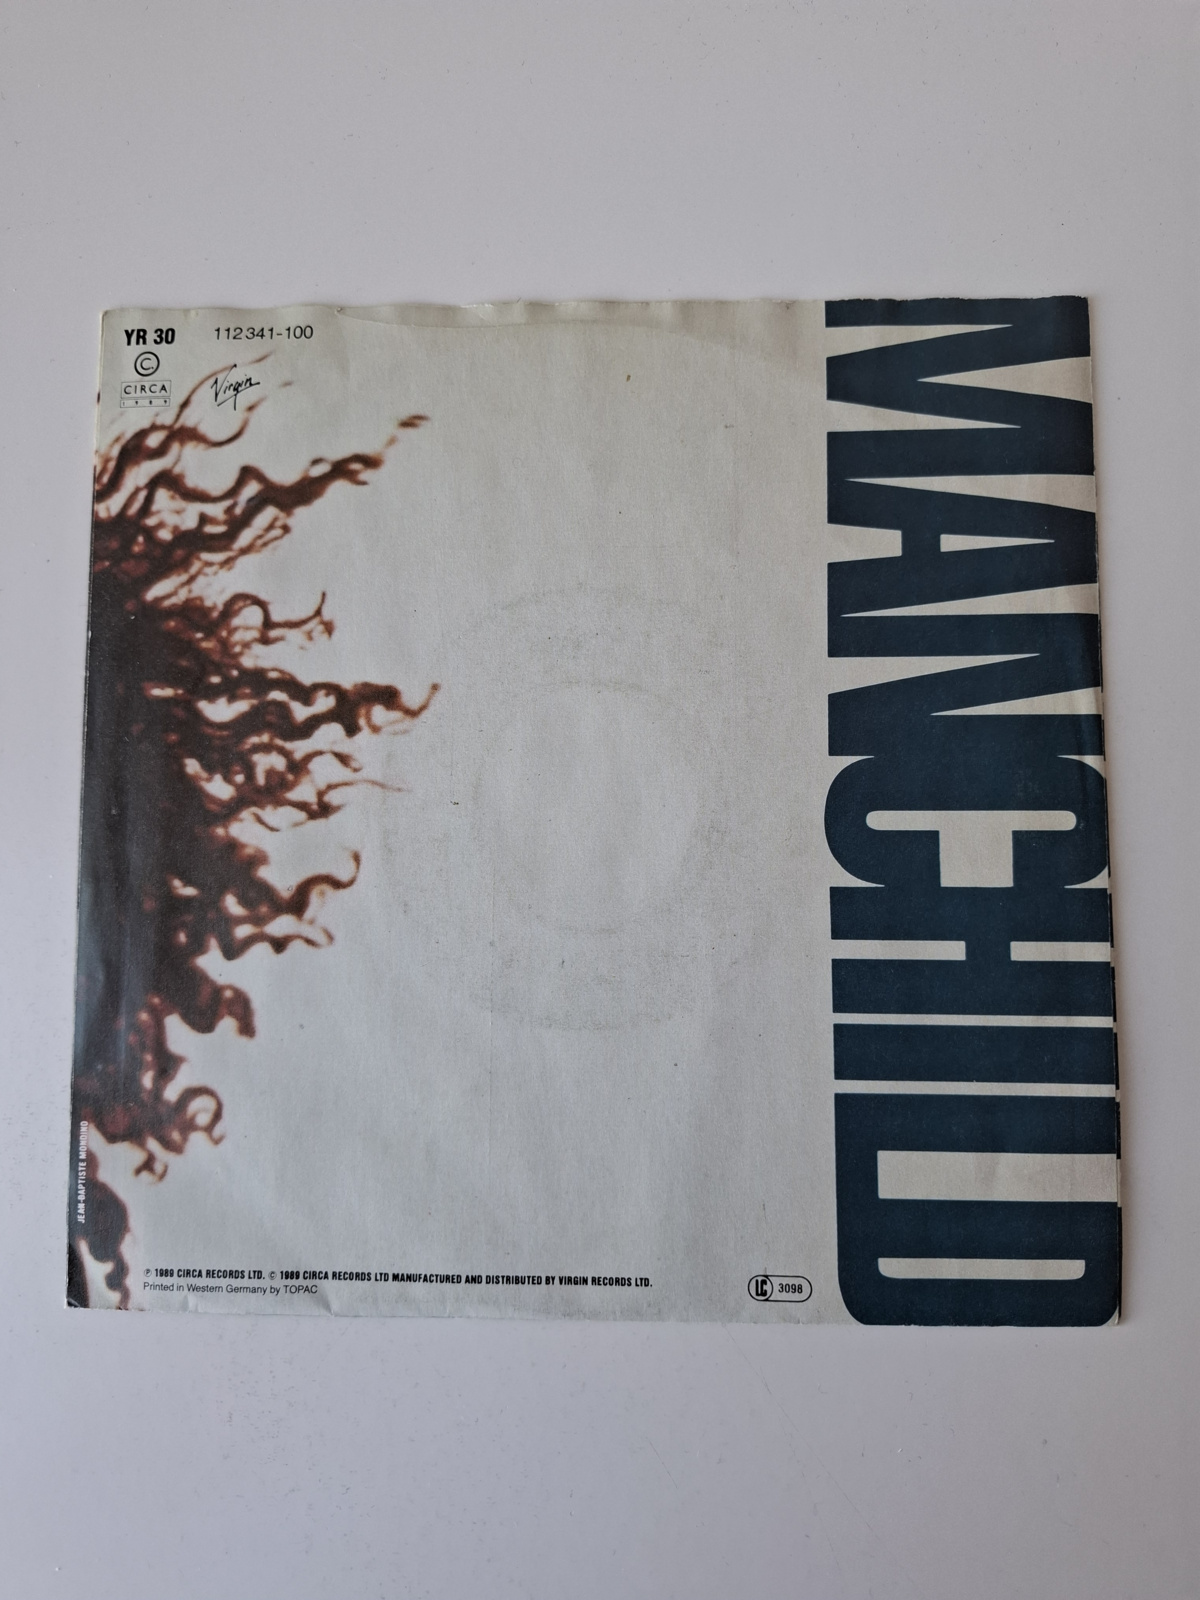 YR 30 112341-100
©
CIRCA
1989
Virgin
MANCHILD
JEAN-BAPTISTE MONDINO
℗ 1989 CIRCA RECORDS LTD. © 1989 CIRCA RECORDS LTD MANUFACTURED AND DISTRIBUTED BY VIRGIN RECORDS LTD.
Printed in Western Germany by TOPAC
LC 3098